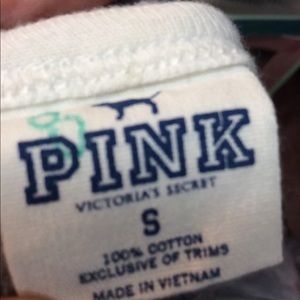 PINK
VICTORIA'S SECRET
S
100% COTTON
EXCLUSIVE OF TRIMS
MADE IN VIETNAM